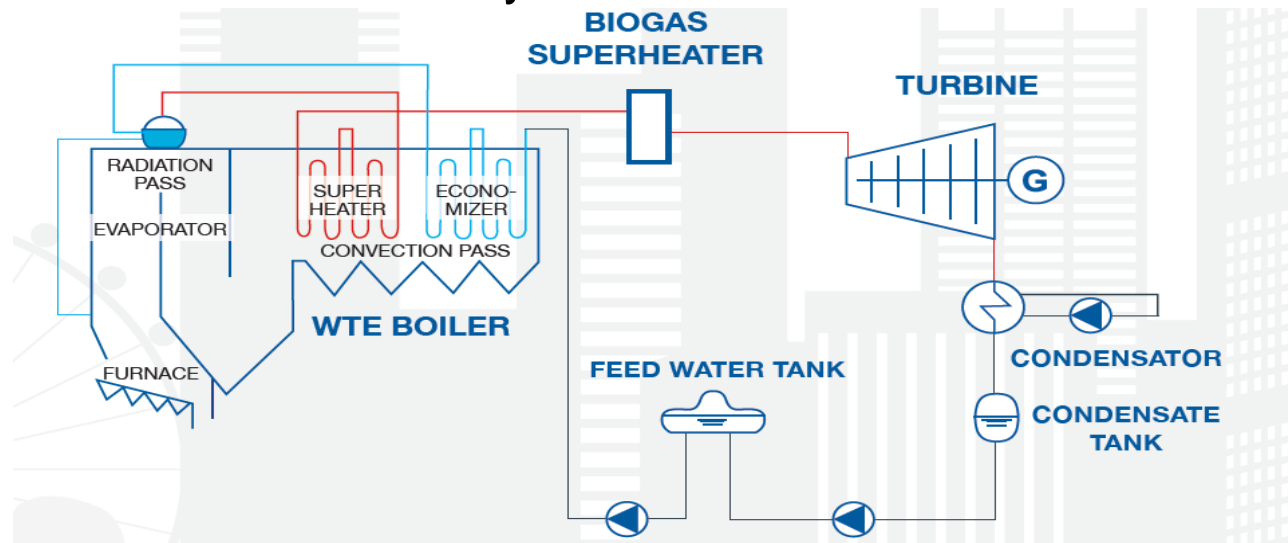 BIOGAS
SUPERHEATER
TURBINE
RADIATION
PASS
SUPER
HEATER
ECONO-
MIZER
EVAPORATOR
CONVECTION PASS
G
WTE BOILER
FURNACE
FEED WATER TANK
CONDENSATOR
CONDENSATE
TANK